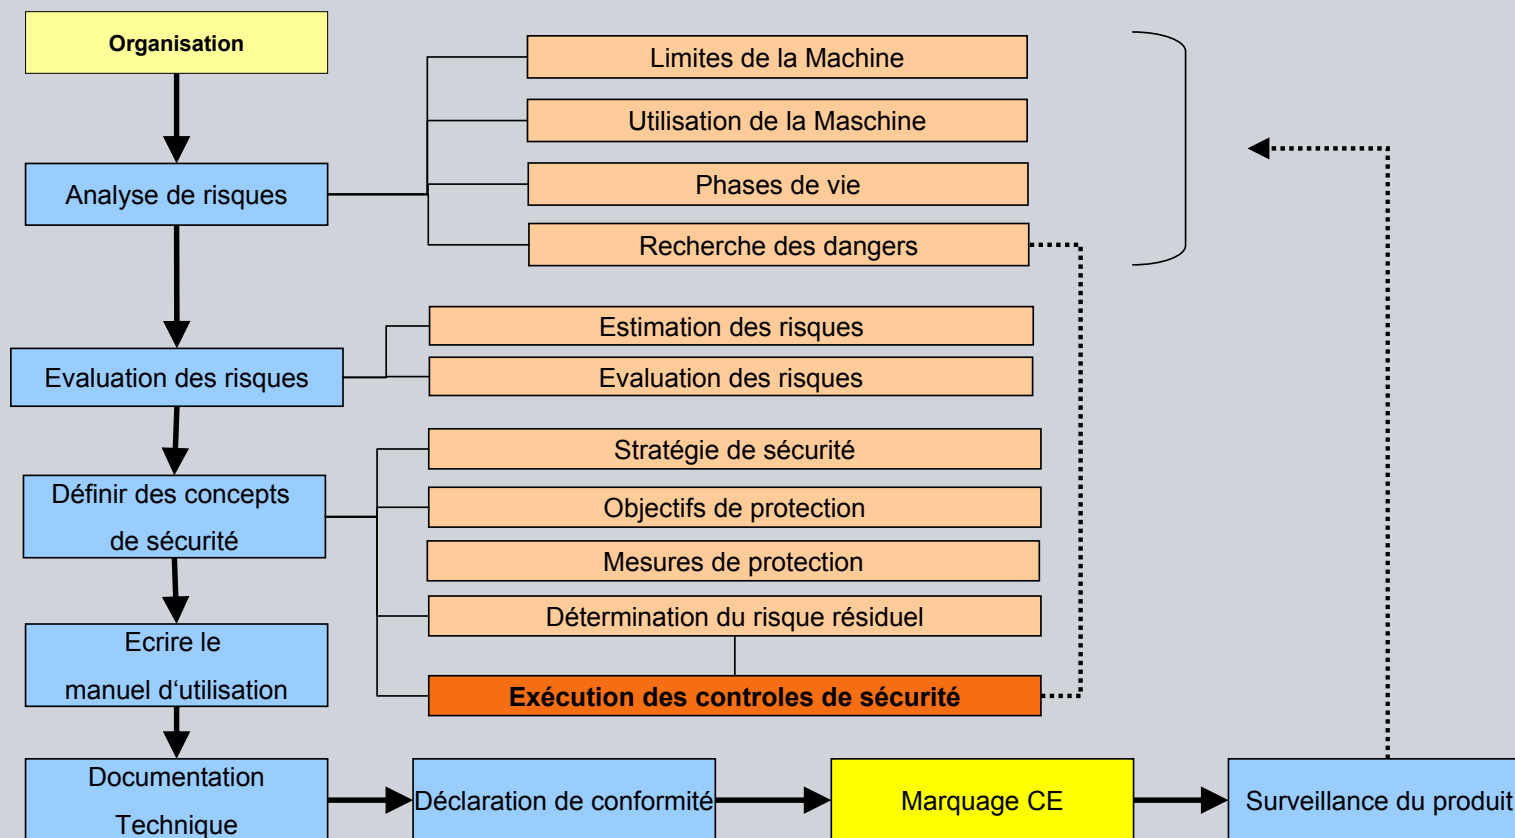 Organisation
Limites de la Machine
Utilisation de la Maschine
Analyse de risques
Phases de vie
Recherche des dangers
Estimation des risques
Evaluation des risques
Evaluation des risques
Stratégie de sécurité
Définir des concepts
de sécurité
Objectifs de protection
Mesures de protection
Détermination du risque résiduel
Ecrire le
manuel d‘utilisation
Exécution des controles de sécurité
Documentation
Technique
Déclaration de conformité
Marquage CE
Surveillance du produit